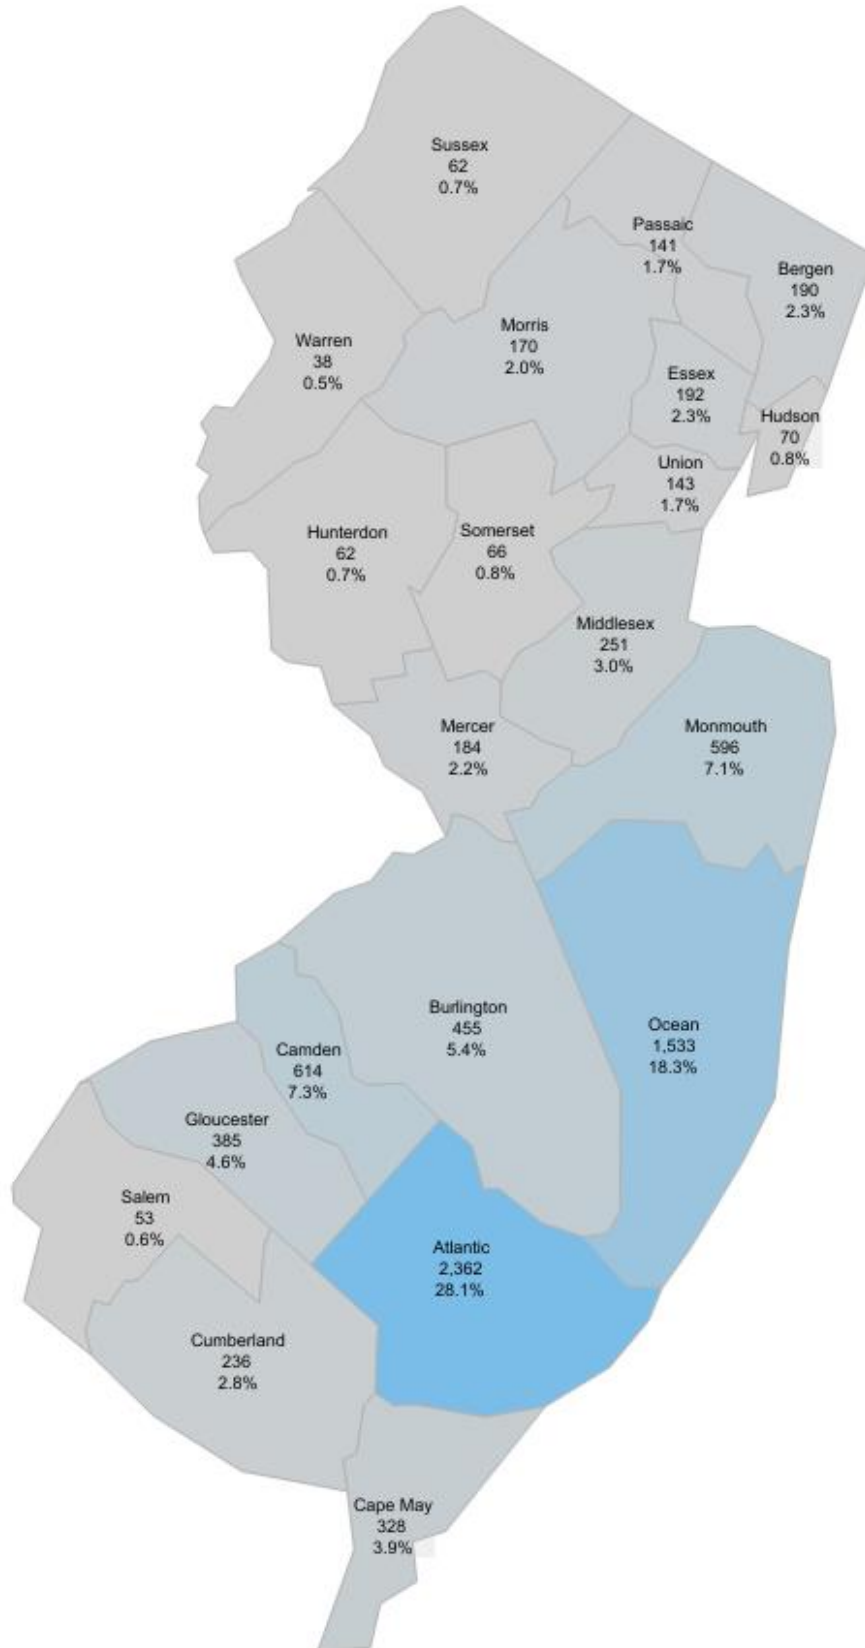 Sussex
62
0.7%
Passaic
141
1.7%
Bergen
190
2.3%
Morris
170
2.0%
Warren
38
0.5%
Essex
192
2.3%
Hudson
70
0.8%
Union
143
1.7%
Hunterdon
62
0.7%
Somerset
66
0.8%
Middlesex
251
3.0%
Mercer
184
2.2%
Monmouth
596
7.1%
Burlington
455
5.4%
Ocean
1,533
18.3%
Camden
614
7.3%
Gloucester
385
4.6%
Salem
53
0.6%
Atlantic
2,362
28.1%
Cumberland
236
2.8%
Cape May
328
3.9%